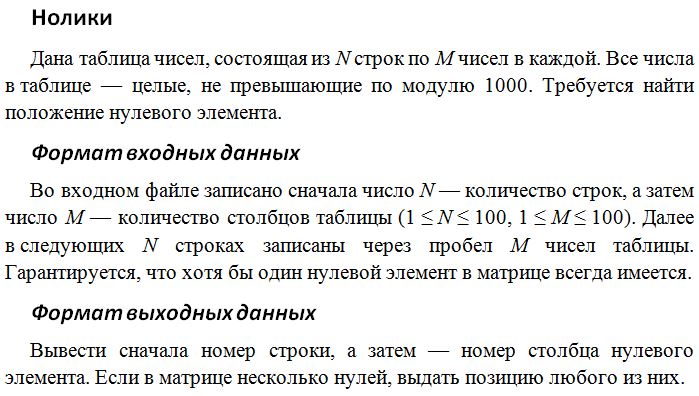 Нолики
Дана таблица чисел, состоящая из N строк по M чисел в каждой. Все числа
в таблице — целые, не превышающие по модулю 1000. Требуется найти
положение нулевого элемента.
Формат входных данных
Во входном файле записано сначала число N — количество строк, а затем
число M — количество столбцов таблицы (1 ≤ N ≤ 100, 1 ≤ M ≤ 100). Далее
в следующих N строках записаны через пробел M чисел таблицы.
Гарантируется, что хотя бы один нулевой элемент в матрице всегда имеется.
Формат выходных данных
Вывести сначала номер строки, а затем — номер столбца нулевого
элемента. Если в матрице несколько нулей, выдать позицию любого из них.